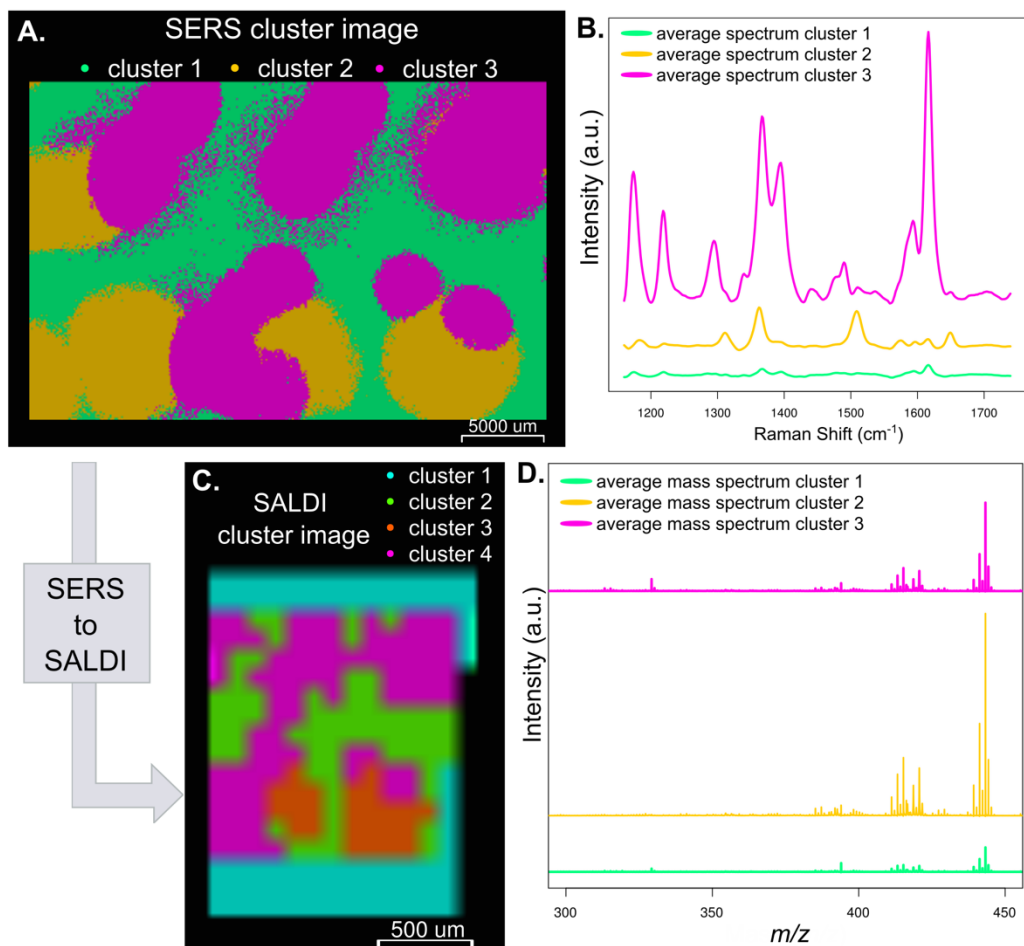 A.
SERS cluster image
cluster 1 cluster 2 cluster 3
5000 um
B.
average spectrum cluster 1
average spectrum cluster 2
average spectrum cluster 3
Intensity (a.u.)
1200 1300 1400 1500 1600 1700
Raman Shift (cm⁻¹)
SERS
to
SALDI
C.
SALDI
cluster image
cluster 1
cluster 2
cluster 3
cluster 4
500 um
D.
average mass spectrum cluster 1
average mass spectrum cluster 2
average mass spectrum cluster 3
Intensity (a.u.)
300 350 400 450
m/z